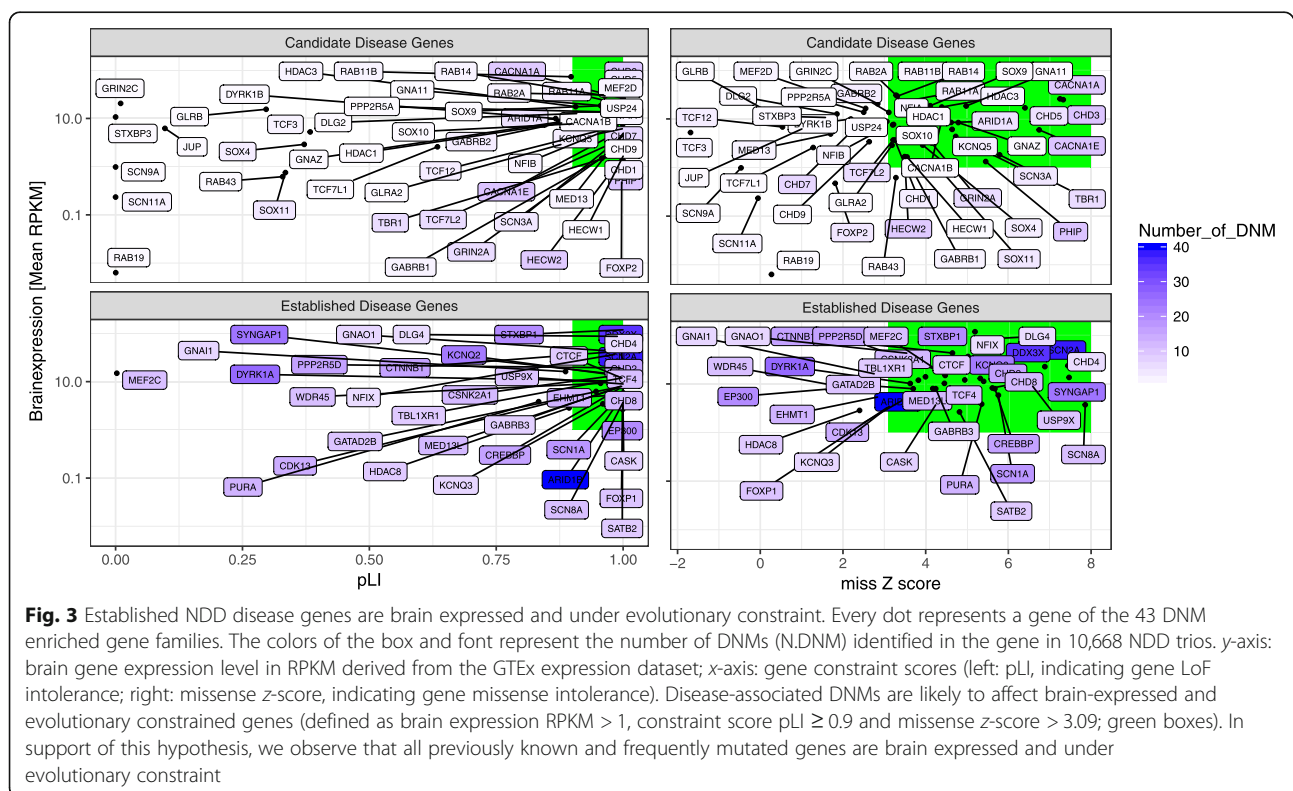 Candidate Disease Genes
HDAC3 RAB11B RAB14 CACNA1A
GRIN2C DYRK1B GNA11 RAB2A RAB11A MEF2D
PPP2R5A SOX9 USP24
STXBP3 GLRB TCF3 DLG2 ARID1A CACNA1B
JUP SOX4 GNAZ HDAC1 SOX10 GABRB2 KCNQ5 CHD7
CHD9
SCN9A RAB43 TCF7L1 GLRA2 TCF12 NFIB CHD1
SCN11A SOX11 CACNA1E MED13 PHIP
TBR1 TCF7L2 SCN3A HECW1
GRIN2A
RAB19 GABRB1 HECW2 FOXP2
10.0
0.1
Candidate Disease Genes
GLRB MEF2D GRIN2C RAB2A RAB11B RAB14 SOX9 GNA11
DLG2 PPP2R5A GABRB2 RAB11A HDAC3 CACNA1A
TCF12 STXBP3 DYRK1B NFIA HDAC1 ARID1A CHD5 CHD3
USP24 SOX10
TCF3 MED13 NFIB KCNQ5 GNAZ CACNA1E
JUP TCF7L1 CHD7 TCF7L2 CACNA1B SCN3A
SCN9A CHD9 GLRA2 CHD1 GRIN2A TBR1
SCN11A FOXP2 HECW2 HECW1 SOX4 PHIP
RAB19 RAB43 GABRB1 SOX11
Established Disease Genes
SYNGAP1 GNAO1 DLG4 STXBP1
GNAI1 KCNQ2 CTCF CHD4
MEF2C DYRK1A PPP2R5D CTNNB1 USP9X SCN2A
TCF4
WDR45 NFIX CSNK2A1 EHMT1 CHD8
TBL1XR1 GABRB3
GATAD2B MED13L EP300
CDK13 HDAC8 CREBBP SCN1A CASK
PURA KCNQ3 ARID1B FOXP1
SCN8A SATB2
10.0
0.1
0.00 0.25 0.50 0.75 1.00
pLI
Established Disease Genes
GNAI1 GNAO1 CTNNB1 PPP2R5D MEF2C STXBP1 NFIX DLG4
WDR45 DYRK1A CSNK2A1 TBL1XR1 CTCF DDX3X SCN2A CHD4
EP300 GATAD2B CHD8 SYNGAP1
EHMT1 MED13L TCF4 USP9X
HDAC8 CDK13 GABRB3 CREBBP
KCNQ3 CASK SCN1A SCN8A
FOXP1 PURA
SATB2
−2 0 2 4 6 8
miss Z score
Brainexpression [Mean RPKM]
Number_of_DNM
40
30
20
10
Fig. 3 Established NDD disease genes are brain expressed and under evolutionary constraint. Every dot represents a gene of the 43 DNM
enriched gene families. The colors of the box and font represent the number of DNMs (N.DNM) identified in the gene in 10,668 NDD trios. y-axis:
brain gene expression level in RPKM derived from the GTEx expression dataset; x-axis: gene constraint scores (left: pLI, indicating gene LoF
intolerance; right: missense z-score, indicating gene missense intolerance). Disease-associated DNMs are likely to affect brain-expressed and
evolutionary constrained genes (defined as brain expression RPKM > 1, constraint score pLI ≥ 0.9 and missense z-score > 3.09; green boxes). In
support of this hypothesis, we observe that all previously known and frequently mutated genes are brain expressed and under
evolutionary constraint